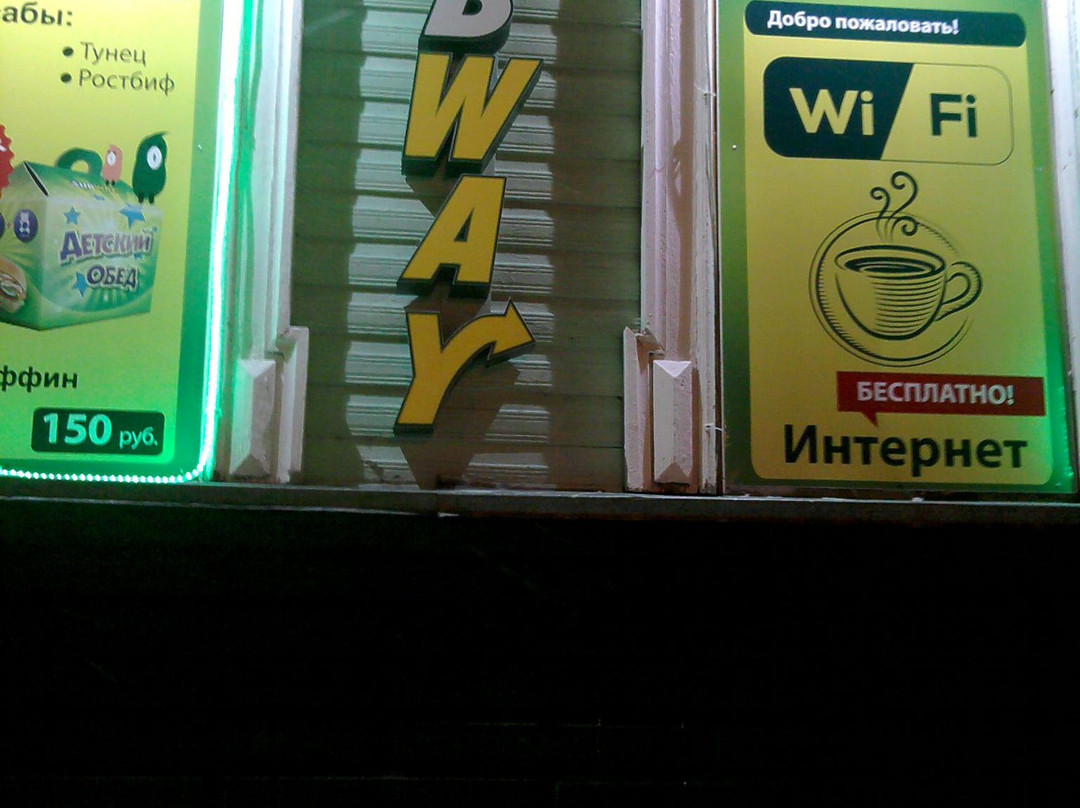 абы:
• Тунец
• Ростбиф
ДЕТСКИЙ
ОБЕД
ффин
150 руб.
B
W
A
Y
Добро пожаловать!
Wi Fi
БЕСПЛАТНО!
Интернет